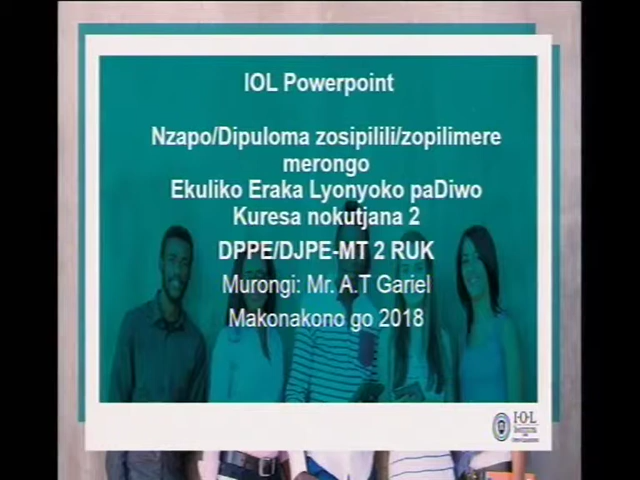 IOL Powerpoint
Nzapo/Dipuloma zosipilili/zopilimere
merongo
Ekuliko Eraka Lyonyoko paDiwo
Kuresa nokutjana 2
DPPE/DJPE-MT 2 RUK
Murongi: Mr. A.T Gariel
Makonakono go 2018
I·O·L